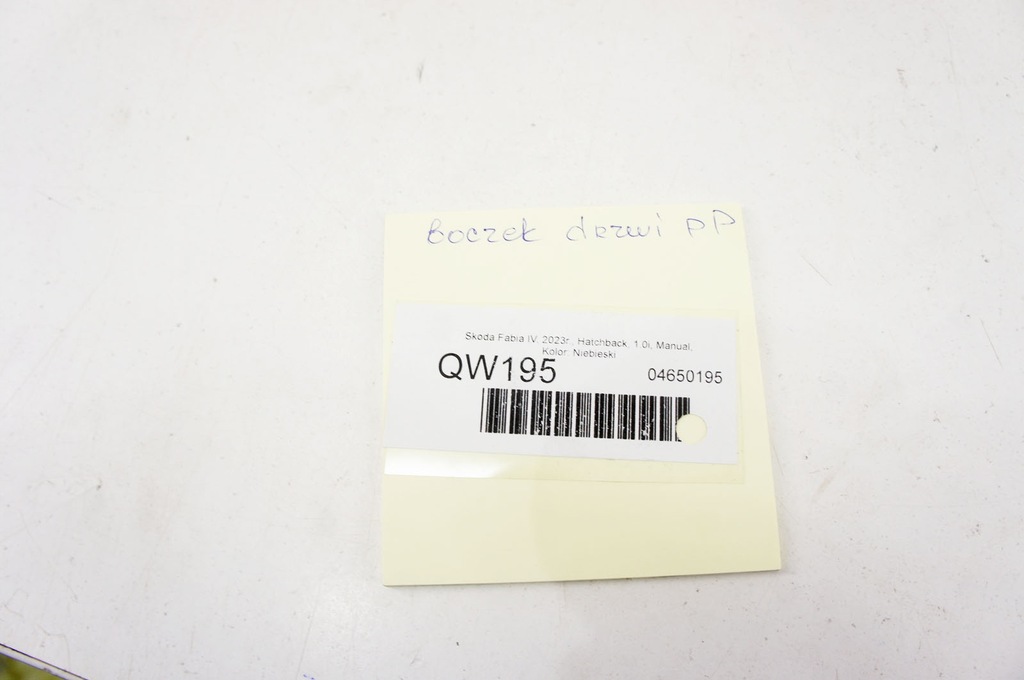 Boczek drzwi PP
Skoda Fabia IV, 2023r., Hatchback, 1.0i, Manual,
Kolor: Niebieski
QW195
04650195